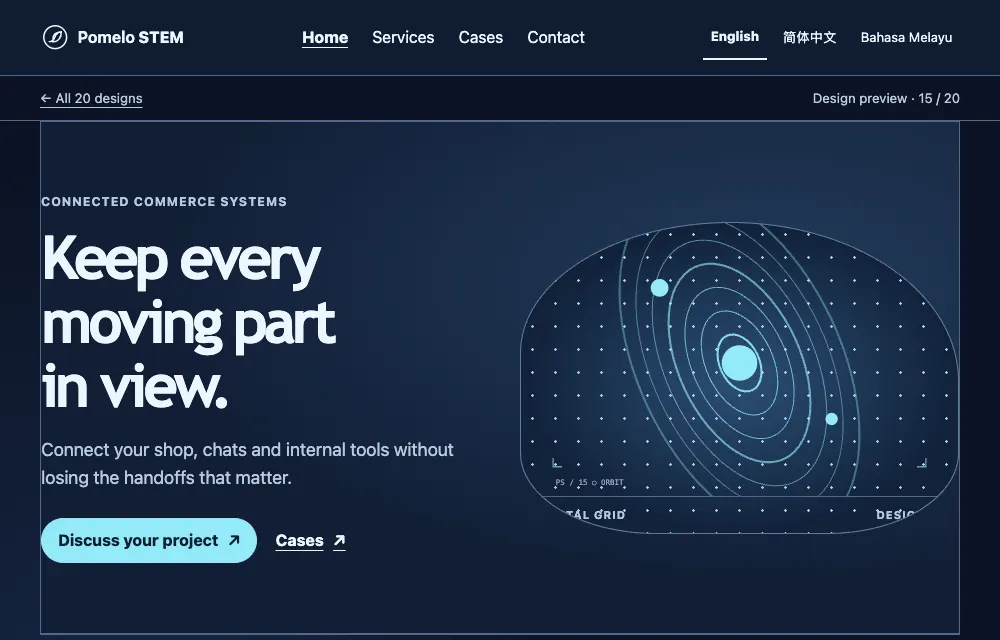 Pomelo STEM
Home
Services
Cases
Contact
English
简体中文
Bahasa Melayu
← All 20 designs
Design preview · 15 / 20
CONNECTED COMMERCE SYSTEMS
Keep every
moving part
in view.
Connect your shop, chats and internal tools without
losing the handoffs that matter.
Discuss your project ↗
Cases ↗
PS / 15 ○ ORBIT
GRID